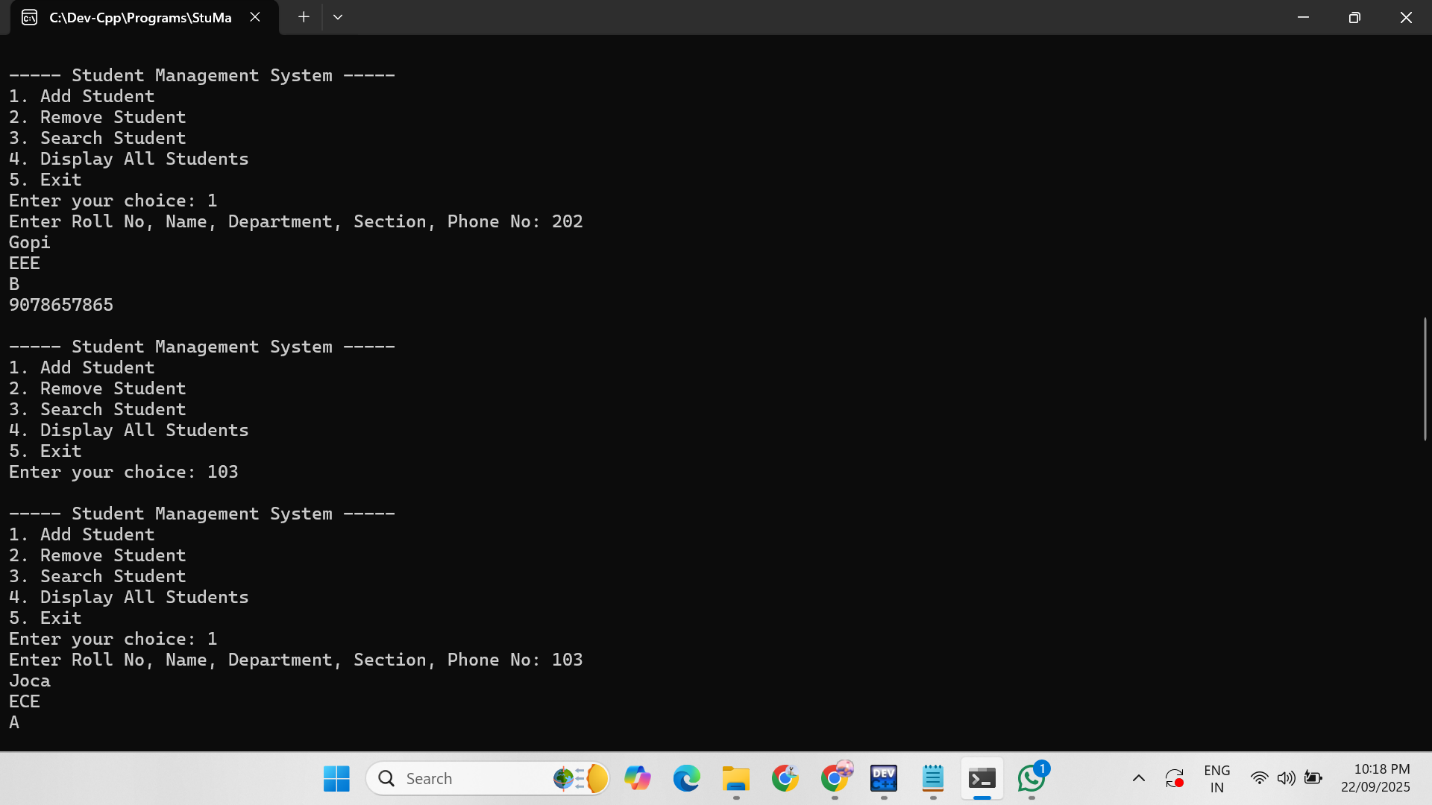 C:\Dev-Cpp\Programs\StuMa
----- Student Management System -----
1. Add Student
2. Remove Student
3. Search Student
4. Display All Students
5. Exit
Enter your choice: 1
Enter Roll No, Name, Department, Section, Phone No: 202
Gopi
EEE
B
9078657865
----- Student Management System -----
1. Add Student
2. Remove Student
3. Search Student
4. Display All Students
5. Exit
Enter your choice: 103
----- Student Management System -----
1. Add Student
2. Remove Student
3. Search Student
4. Display All Students
5. Exit
Enter your choice: 1
Enter Roll No, Name, Department, Section, Phone No: 103
Joca
ECE
A
Search
DEV
C++
1
ENG
IN
10:18 PM
22/09/2025